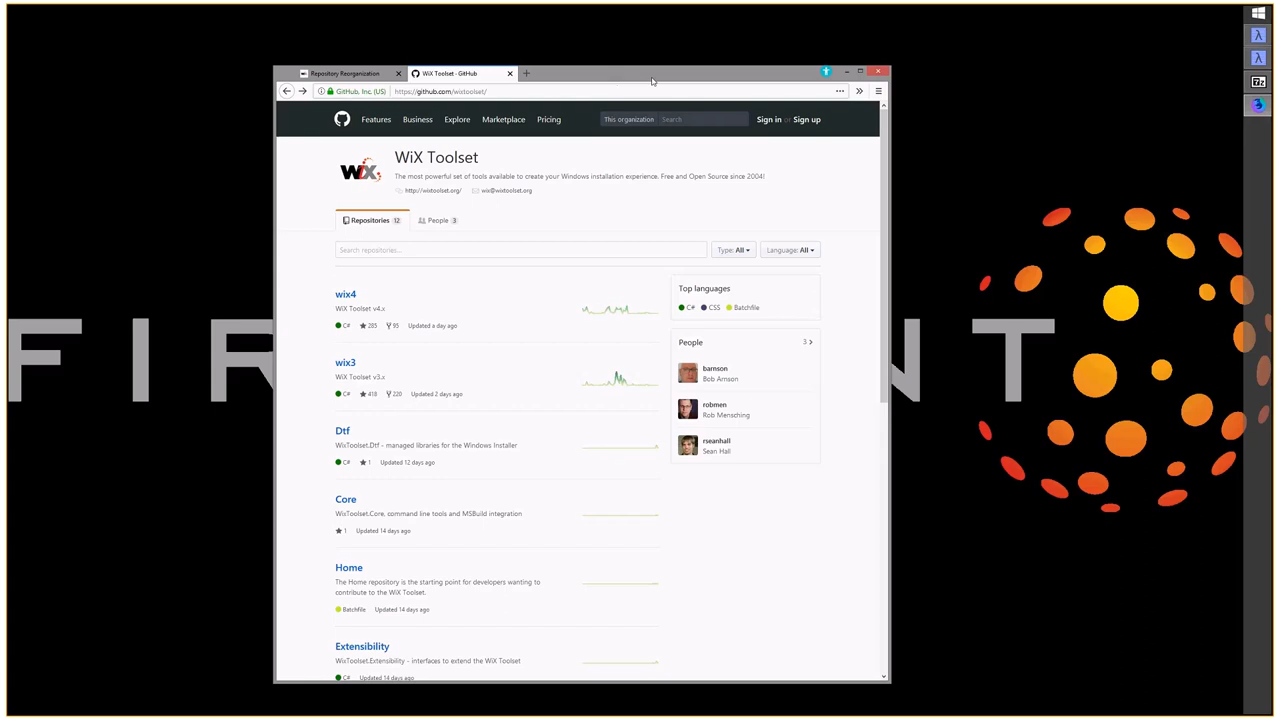 Repository Reorganization
WiX Toolset · GitHub
GitHub, Inc. (US)
https://github.com/wixtoolset/
Features Business Explore Marketplace Pricing
This organization Search
Sign in or Sign up
WiX
WiX Toolset
The most powerful set of tools available to create your Windows installation experience. Free and Open Source since 2004!
http://wixtoolset.org/ wix@wixtoolset.org
Repositories 12
People 3
Search repositories...
Type: All
Language: All
wix4
WiX Toolset v4.x
C# 285 95 Updated a day ago
wix3
WiX Toolset v3.x
C# 418 220 Updated 2 days ago
Dtf
WixToolset.Dtf - managed libraries for the Windows Installer
C# 1 Updated 12 days ago
Core
WixToolset.Core, command line tools and MSBuild integration
1 Updated 14 days ago
Home
The Home repository is the starting point for developers wanting to
contribute to the WiX Toolset.
Batchfile Updated 14 days ago
Extensibility
WixToolset.Extensibility - interfaces to extend the WiX Toolset
C# Updated 14 days ago
Top languages
C# CSS Batchfile
People 3
barnson
Bob Arnson
robmen
Rob Mensching
rseanhall
Sean Hall
FIR
NT
λ
λ
7z